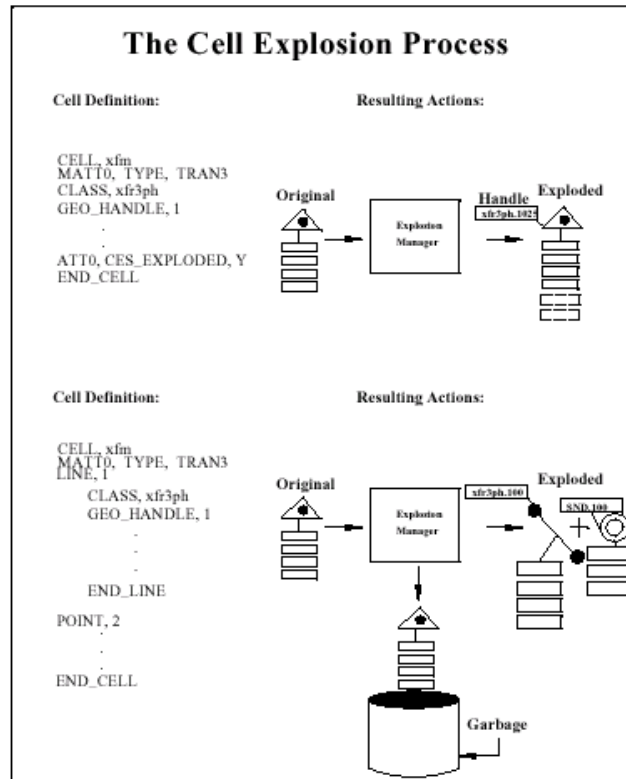 The Cell Explosion Process
Cell Definition:
Resulting Actions:
CELL, xfm
MATT0, TYPE, TRAN3
CLASS, xfr3ph
GEO_HANDLE, 1
.
.
ATT0, CES_EXPLODED, Y
END_CELL
Original
Explosion
Manager
Handle
xfr3ph.1025
Exploded
Cell Definition:
Resulting Actions:
CELL, xfm
MATT0, TYPE, TRAN3
LINE, 1
CLASS, xfr3ph
GEO_HANDLE, 1
.
.
.
END_LINE
POINT, 2
.
.
.
END_CELL
Original
Explosion
Manager
xfr3ph.100
Exploded
SND.100
+
Garbage